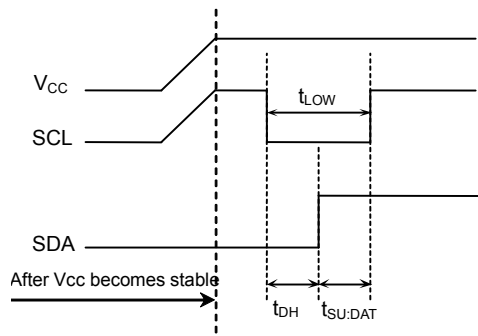 VCC
tLOW
SCL
SDA
After Vcc becomes stable
tDH
tSU:DAT